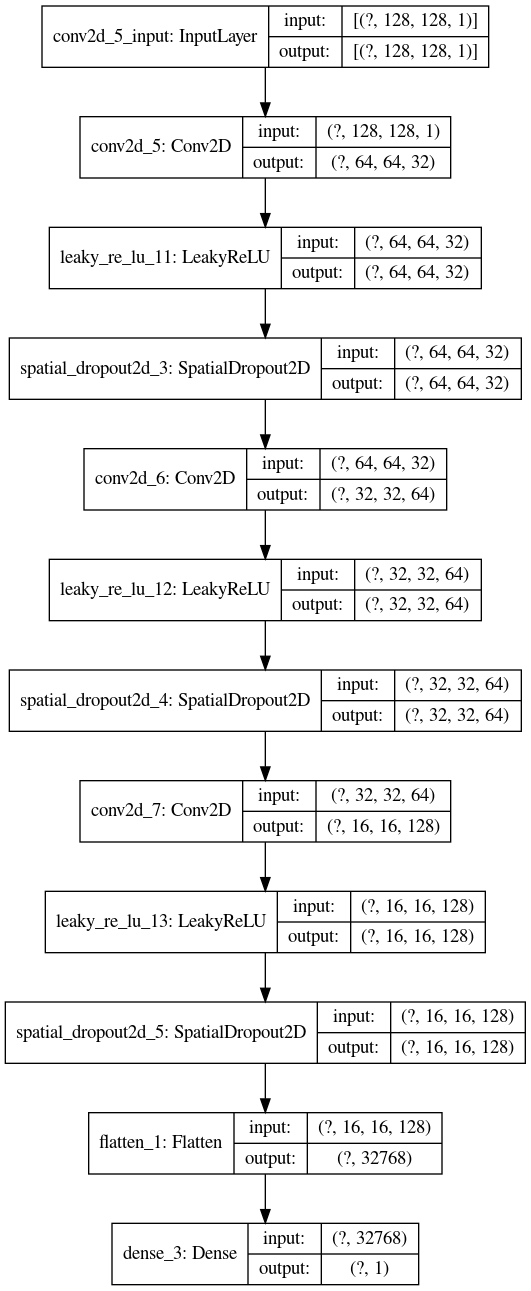 conv2d_5_input: InputLayer
input:
[(?, 128, 128, 1)]
output:
[(?, 128, 128, 1)]
conv2d_5: Conv2D
input:
(?, 128, 128, 1)
output:
(?, 64, 64, 32)
leaky_re_lu_11: LeakyReLU
input:
(?, 64, 64, 32)
output:
(?, 64, 64, 32)
spatial_dropout2d_3: SpatialDropout2D
input:
(?, 64, 64, 32)
output:
(?, 64, 64, 32)
conv2d_6: Conv2D
input:
(?, 64, 64, 32)
output:
(?, 32, 32, 64)
leaky_re_lu_12: LeakyReLU
input:
(?, 32, 32, 64)
output:
(?, 32, 32, 64)
spatial_dropout2d_4: SpatialDropout2D
input:
(?, 32, 32, 64)
output:
(?, 32, 32, 64)
conv2d_7: Conv2D
input:
(?, 32, 32, 64)
output:
(?, 16, 16, 128)
leaky_re_lu_13: LeakyReLU
input:
(?, 16, 16, 128)
output:
(?, 16, 16, 128)
spatial_dropout2d_5: SpatialDropout2D
input:
(?, 16, 16, 128)
output:
(?, 16, 16, 128)
flatten_1: Flatten
input:
(?, 16, 16, 128)
output:
(?, 32768)
dense_3: Dense
input:
(?, 32768)
output:
(?, 1)